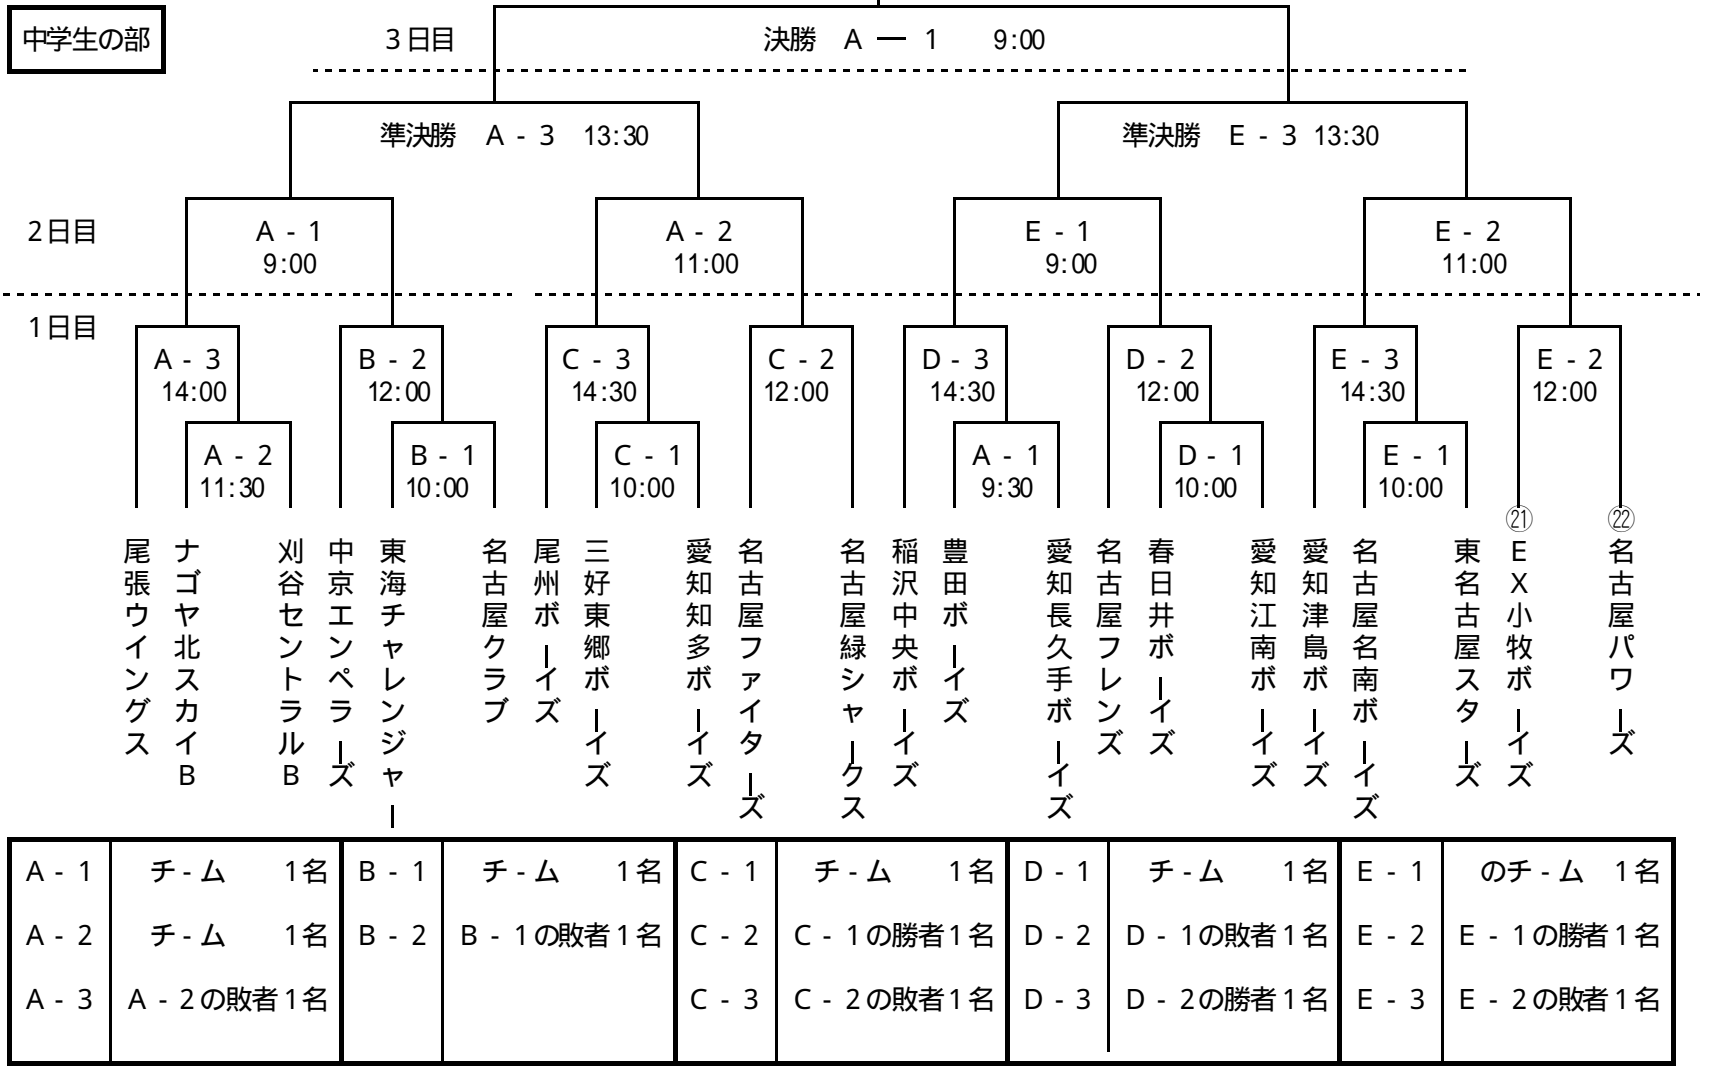 中学生の部
3日目
決勝 A ー 1 9:00
準決勝 A - 3 13:30
準決勝 E - 3 13:30
2日目
A - 1
9:00
A - 2
11:00
E - 1
9:00
E - 2
11:00
1日目
A - 3
14:00
B - 2
12:00
C - 3
14:30
C - 2
12:00
D - 3
14:30
D - 2
12:00
E - 3
14:30
E - 2
12:00
A - 2
11:30
B - 1
10:00
C - 1
10:00
A - 1
9:30
D - 1
10:00
E - 1
10:00
㉑
㉒
尾張ウイングス
ナゴヤ北スカイB
刈谷セントラルB
中京エンペラーズ
東海チャレンジャー
名古屋クラブ
尾州ボーイズ
三好東郷ボーイズ
愛知知多ボーイズ
名古屋ファイターズ
名古屋緑シャークス
稲沢中央ボーイズ
豊田ボーイズ
愛知長久手ボーイズ
名古屋フレンズ
春日井ボーイズ
愛知江南ボーイズ
愛知津島ボーイズ
名古屋名南ボーイズ
東名古屋スターズ
EX小牧ボーイズ
名古屋パワーズ
A - 1 チ-ム 1名 B - 1 チ-ム 1名 C - 1 チ-ム 1名 D - 1 チ-ム 1名 E - 1 のチ-ム 1名
A - 2 チ-ム 1名 B - 2 B - 1の敗者1名 C - 2 C - 1の勝者1名 D - 2 D - 1の敗者1名 E - 2 E - 1の勝者1名
A - 3 A - 2の敗者1名 C - 3 C - 2の敗者1名 D - 3 D - 2の勝者1名 E - 3 E - 2の敗者1名